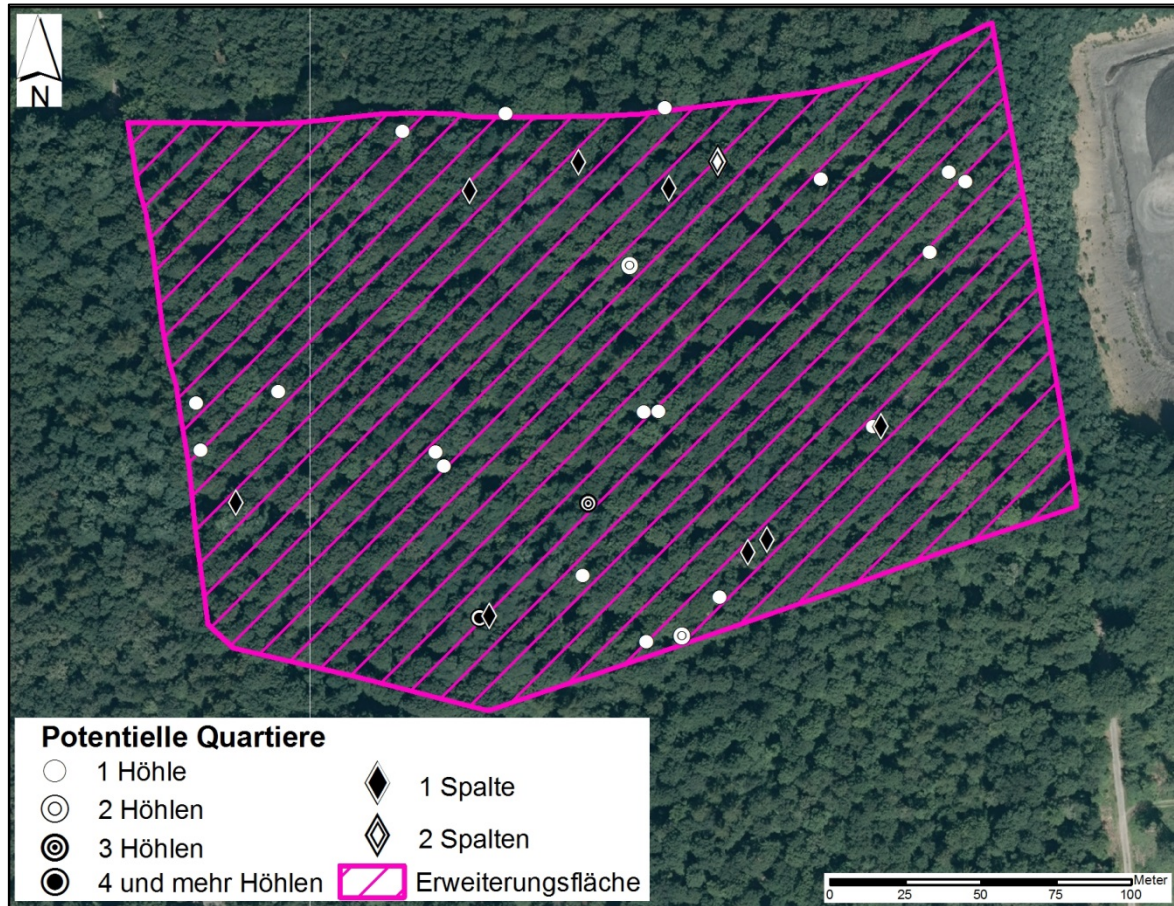 N
Potentielle Quartiere
1 Höhle
2 Höhlen
3 Höhlen
4 und mehr Höhlen
1 Spalte
2 Spalten
Erweiterungsfläche
Meter
0 25 50 75 100